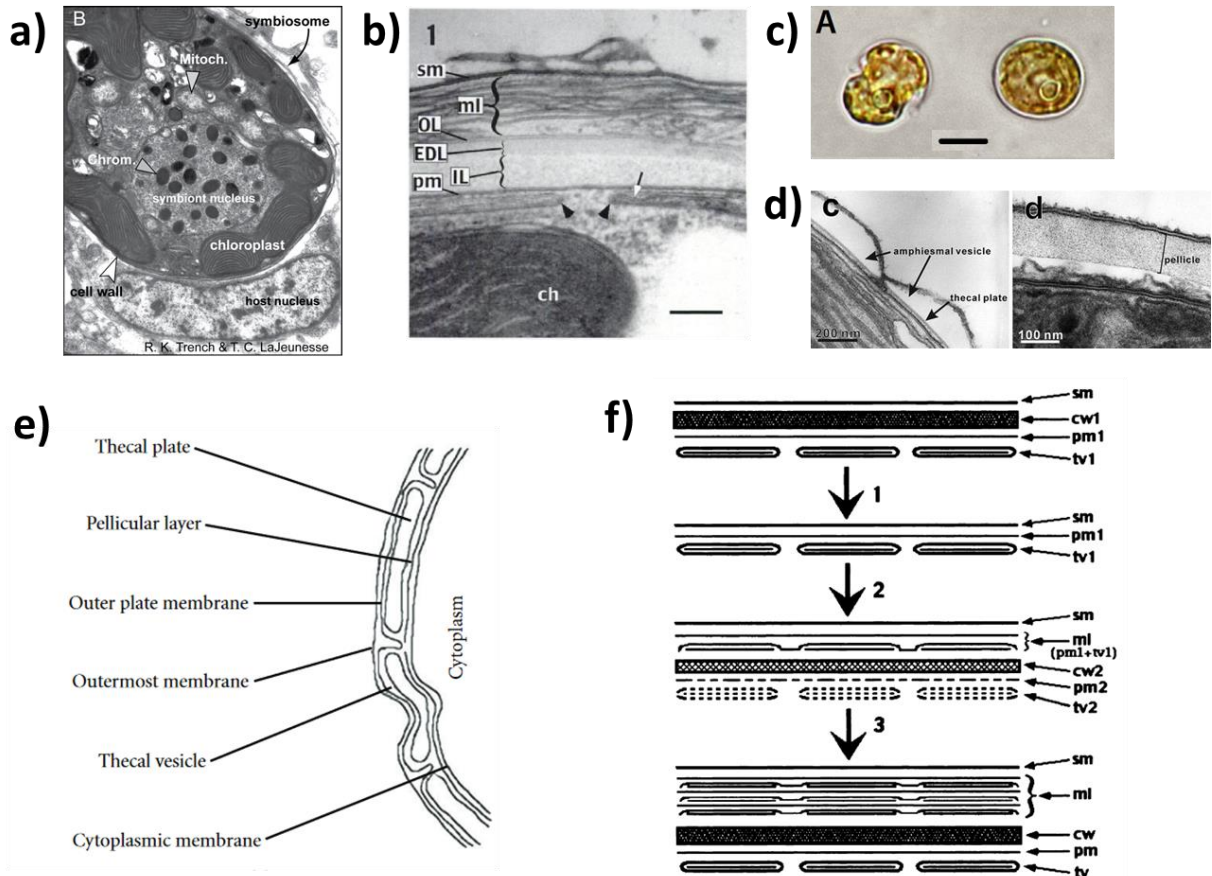 a)
B
symbiosome
Mitoch.
Chrom.
symbiont nucleus
chloroplast
cell wall
host nucleus
R. K. Trench & T. C. LaJeunesse
b)
1
sm
ml
OL
EDL
IL
pm
ch
c)
A
d)
c
amphiesmal vesicle
thecal plate
200 nm
d
pellicle
100 nm
e)
Thecal plate
Pellicular layer
Outer plate membrane
Outermost membrane
Thecal vesicle
Cytoplasmic membrane
Cytoplasm
f)
sm
cw1
pm1
tv1
1
sm
pm1
tv1
2
sm
ml
(pm1+tv1)
cw2
pm2
tv2
3
sm
ml
cw
pm
tv